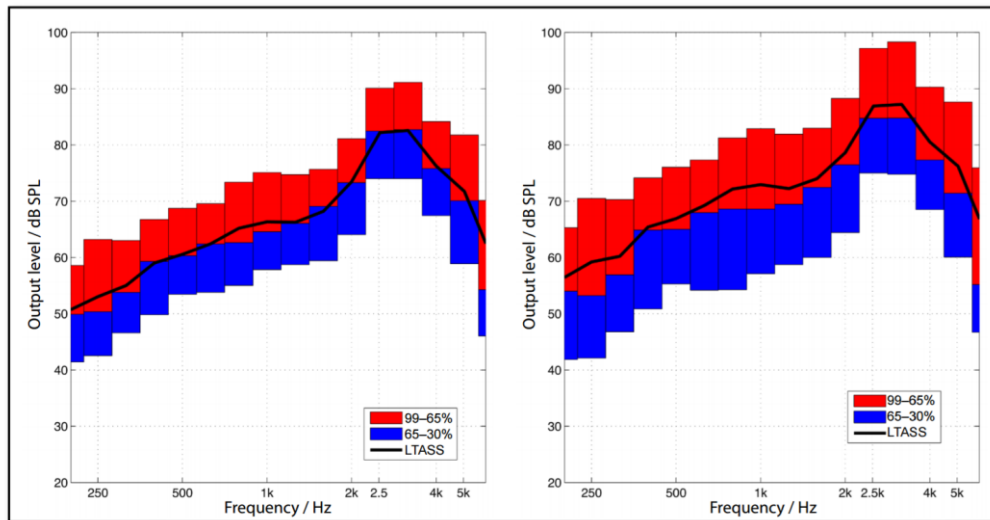 100
90
80
70
60
50
40
30
20
Output level / dB SPL
250 500 1k 2k 2.5 4k 5k
Frequency / Hz
99–65%
65–30%
LTASS
100
90
80
70
60
50
40
30
20
Output level / dB SPL
250 500 1k 2k 2.5k 4k 5k
Frequency / Hz
99–65%
65–30%
LTASS